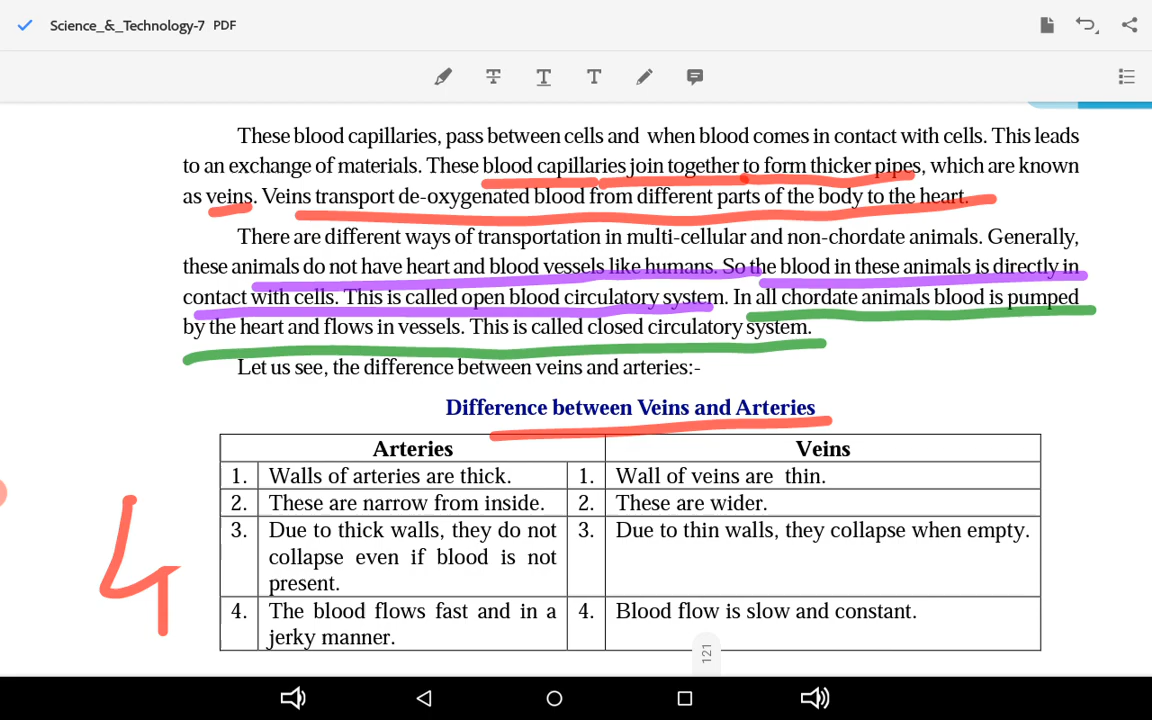 Science_&_Technology-7 PDF
These blood capillaries, pass between cells and when blood comes in contact with cells. This leads
to an exchange of materials. These blood capillaries join together to form thicker pipes, which are known
as veins. Veins transport de-oxygenated blood from different parts of the body to the heart.
There are different ways of transportation in multi-cellular and non-chordate animals. Generally,
these animals do not have heart and blood vessels like humans. So the blood in these animals is directly in
contact with cells. This is called open blood circulatory system. In all chordate animals blood is pumped
by the heart and flows in vessels. This is called closed circulatory system.
Let us see, the difference between veins and arteries:-
Difference between Veins and Arteries
Arteries Veins
1. Walls of arteries are thick. 1. Wall of veins are thin.
2. These are narrow from inside. 2. These are wider.
3. Due to thick walls, they do not 3. Due to thin walls, they collapse when empty.
collapse even if blood is not
present.
4. The blood flows fast and in a 4. Blood flow is slow and constant.
jerky manner.
4
121